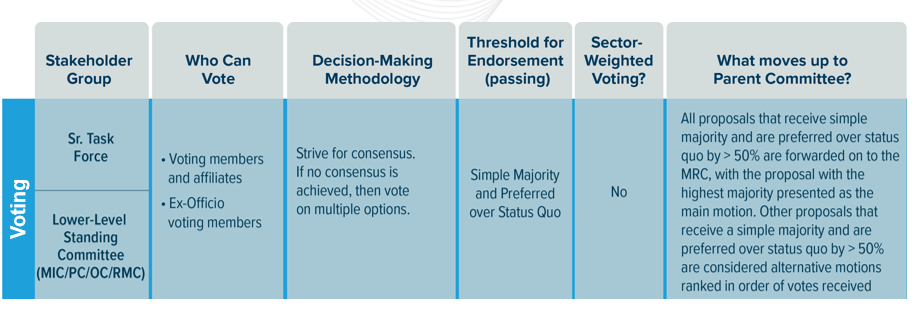 Stakeholder
Group
Who Can
Vote
Decision-Making
Methodology
Threshold for
Endorsement
(passing)
Sector-
Weighted
Voting?
What moves up to
Parent Committee?
Voting
Sr. Task
Force
Lower-Level
Standing
Committee
(MIC/PC/OC/RMC)
• Voting members
and affiliates
• Ex-Officio
voting members
Strive for consensus.
If no consensus is
achieved, then vote
on multiple options.
Simple Majority
and Preferred
over Status Quo
No
All proposals that receive simple
majority and are preferred over status
quo by > 50% are forwarded on to the
MRC, with the proposal with the
highest majority presented as the
main motion. Other proposals that
receive a simple majority and are
preferred over status quo by > 50%
are considered alternative motions
ranked in order of votes received